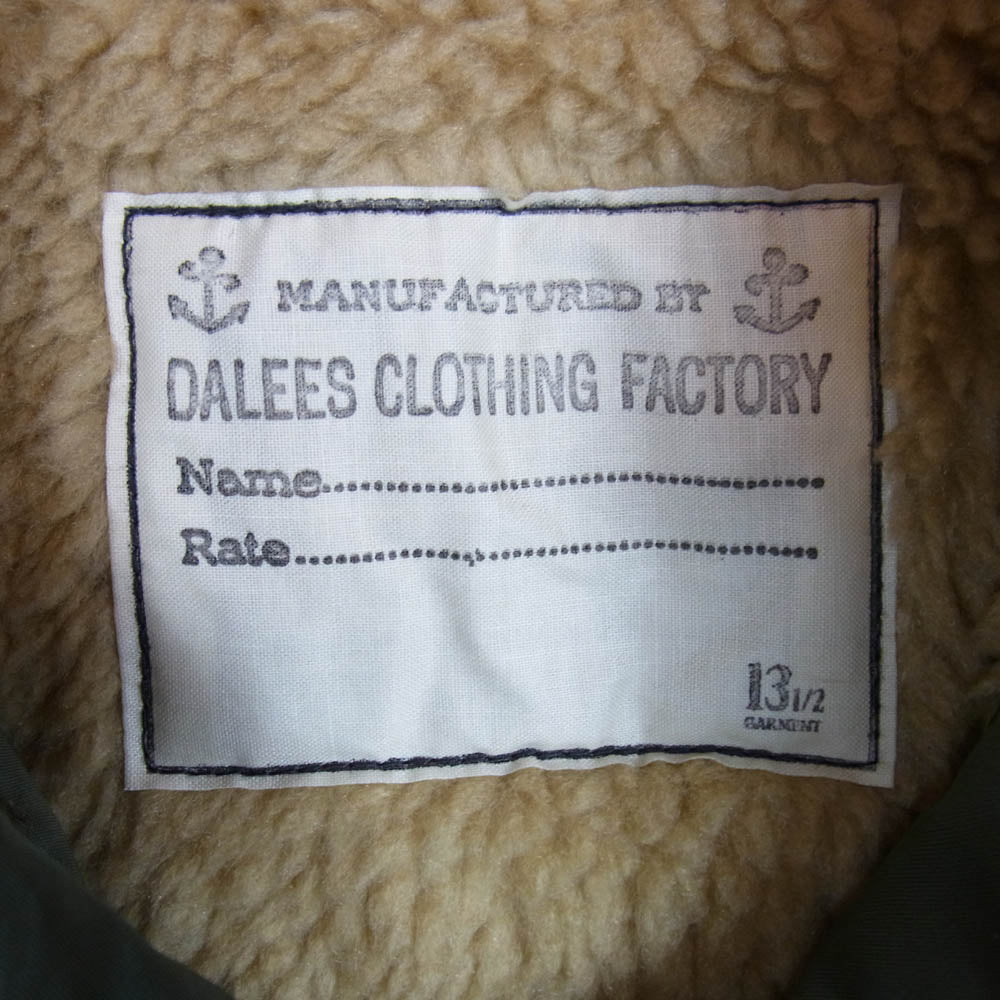 MANUFACTURED BY
DALEES CLOTHING FACTORY
Name....................................................
Rate....................................................
13 1/2
GARMENT